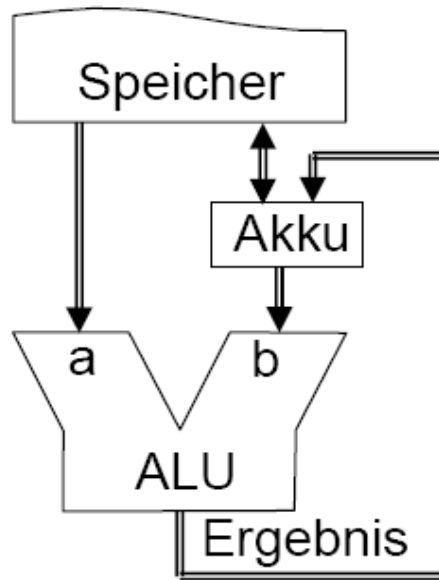 Speicher
Akku
a
b
ALU
Ergebnis